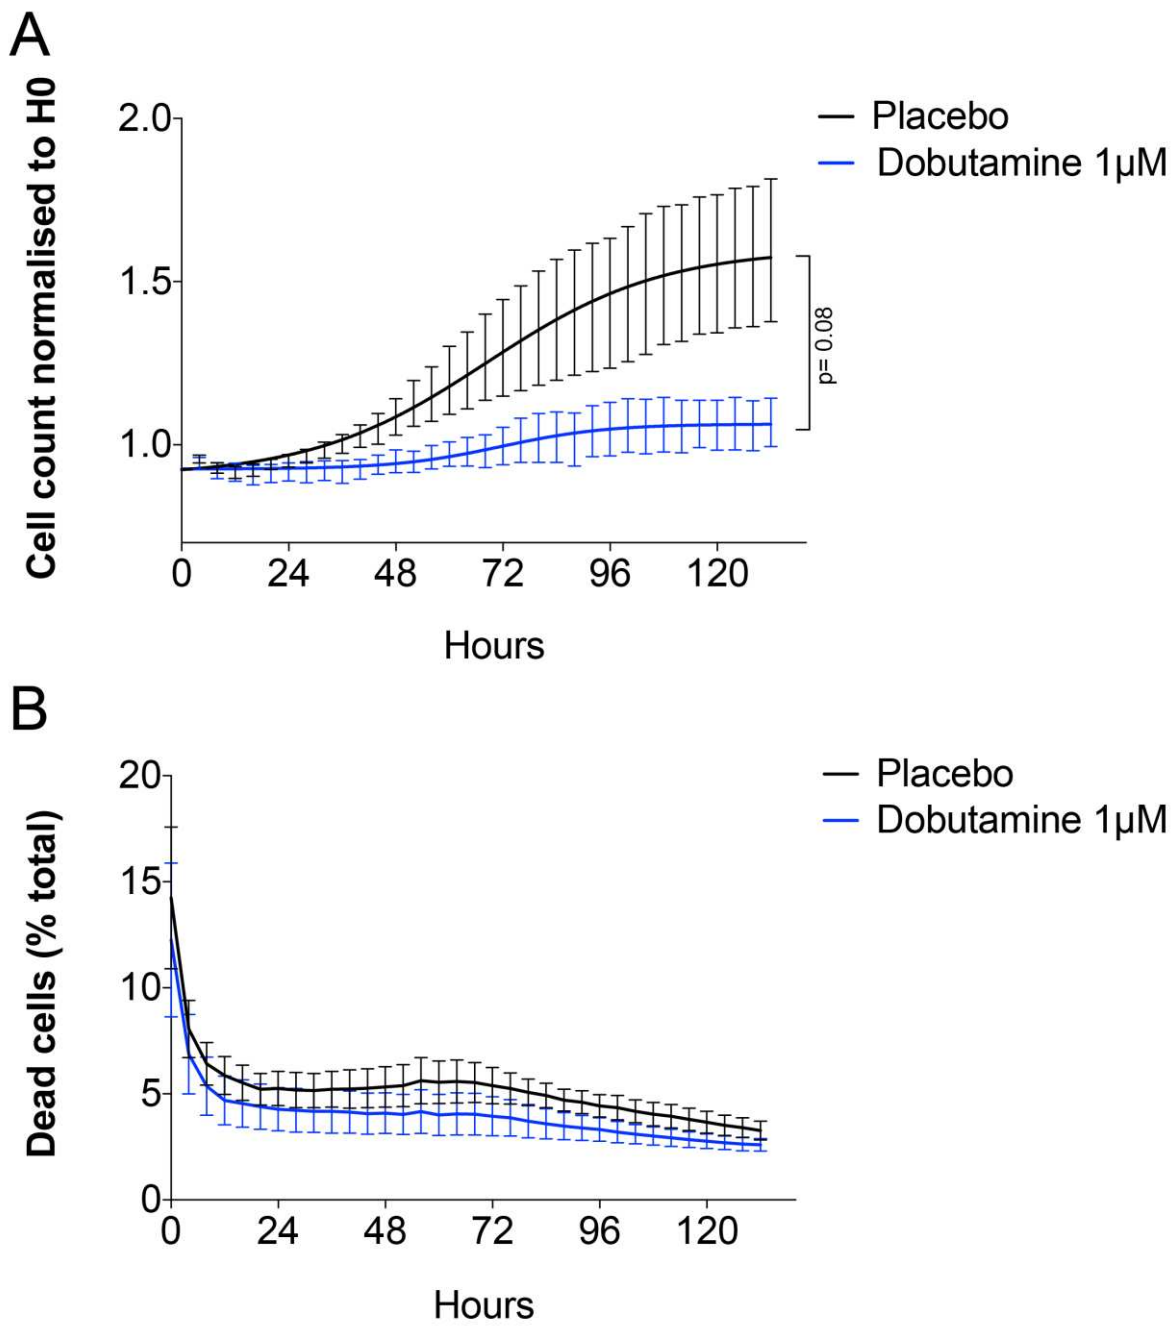 A
Cell count normalised to H0
2.0
1.5
1.0
0 24 48 72 96 120
Hours
Placebo
Dobutamine 1μM
p= 0.08
B
Dead cells (% total)
20
15
10
5
0
0 24 48 72 96 120
Hours
Placebo
Dobutamine 1μM